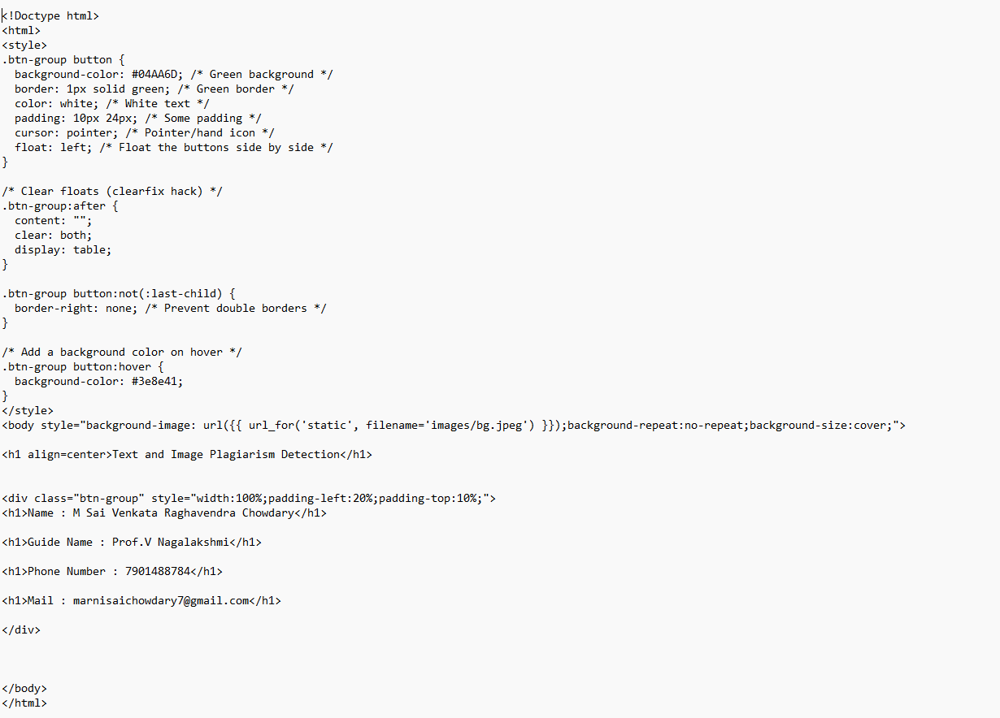 <!Doctype html>
<html>
<style>
.btn-group button {
  background-color: #04AA6D; /* Green background */
  border: 1px solid green; /* Green border */
  color: white; /* White text */
  padding: 10px 24px; /* Some padding */
  cursor: pointer; /* Pointer/hand icon */
  float: left; /* Float the buttons side by side */
}

/* Clear floats (clearfix hack) */
.btn-group:after {
  content: "";
  clear: both;
  display: table;
}

.btn-group button:not(:last-child) {
  border-right: none; /* Prevent double borders */
}

/* Add a background color on hover */
.btn-group button:hover {
  background-color: #3e8e41;
}
</style>
<body style="background-image: url({{ url_for('static', filename='images/bg.jpeg') }});background-repeat:no-repeat;background-size:cover;">

<h1 align=center>Text and Image Plagiarism Detection</h1>


<div class="btn-group" style="width:100%;padding-left:20%;padding-top:10%;">
<h1>Name : M Sai Venkata Raghavendra Chowdary</h1>

<h1>Guide Name : Prof.V Nagalakshmi</h1>

<h1>Phone Number : 7901488784</h1>

<h1>Mail : marnisaichowdary7@gmail.com</h1>

</div>



</body>
</html>